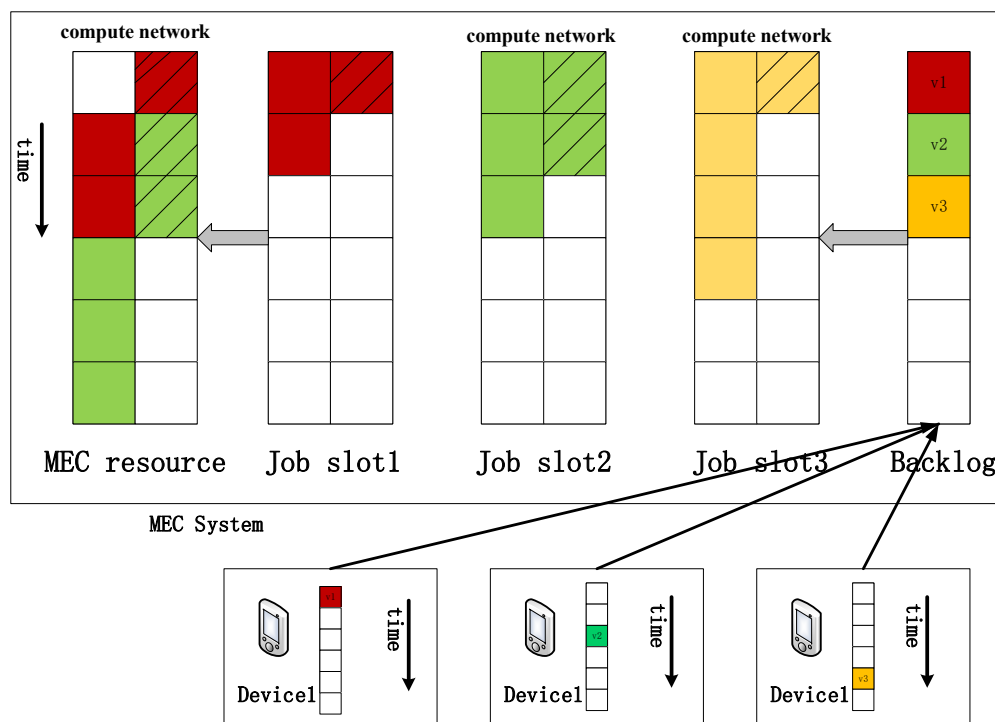 compute network
compute network
compute network
time
v1
v2
v3
MEC resource
Job slot1
Job slot2
Job slot3
Backlog
MEC System
v1
time
Device1
v2
time
Device1
v3
time
Device1